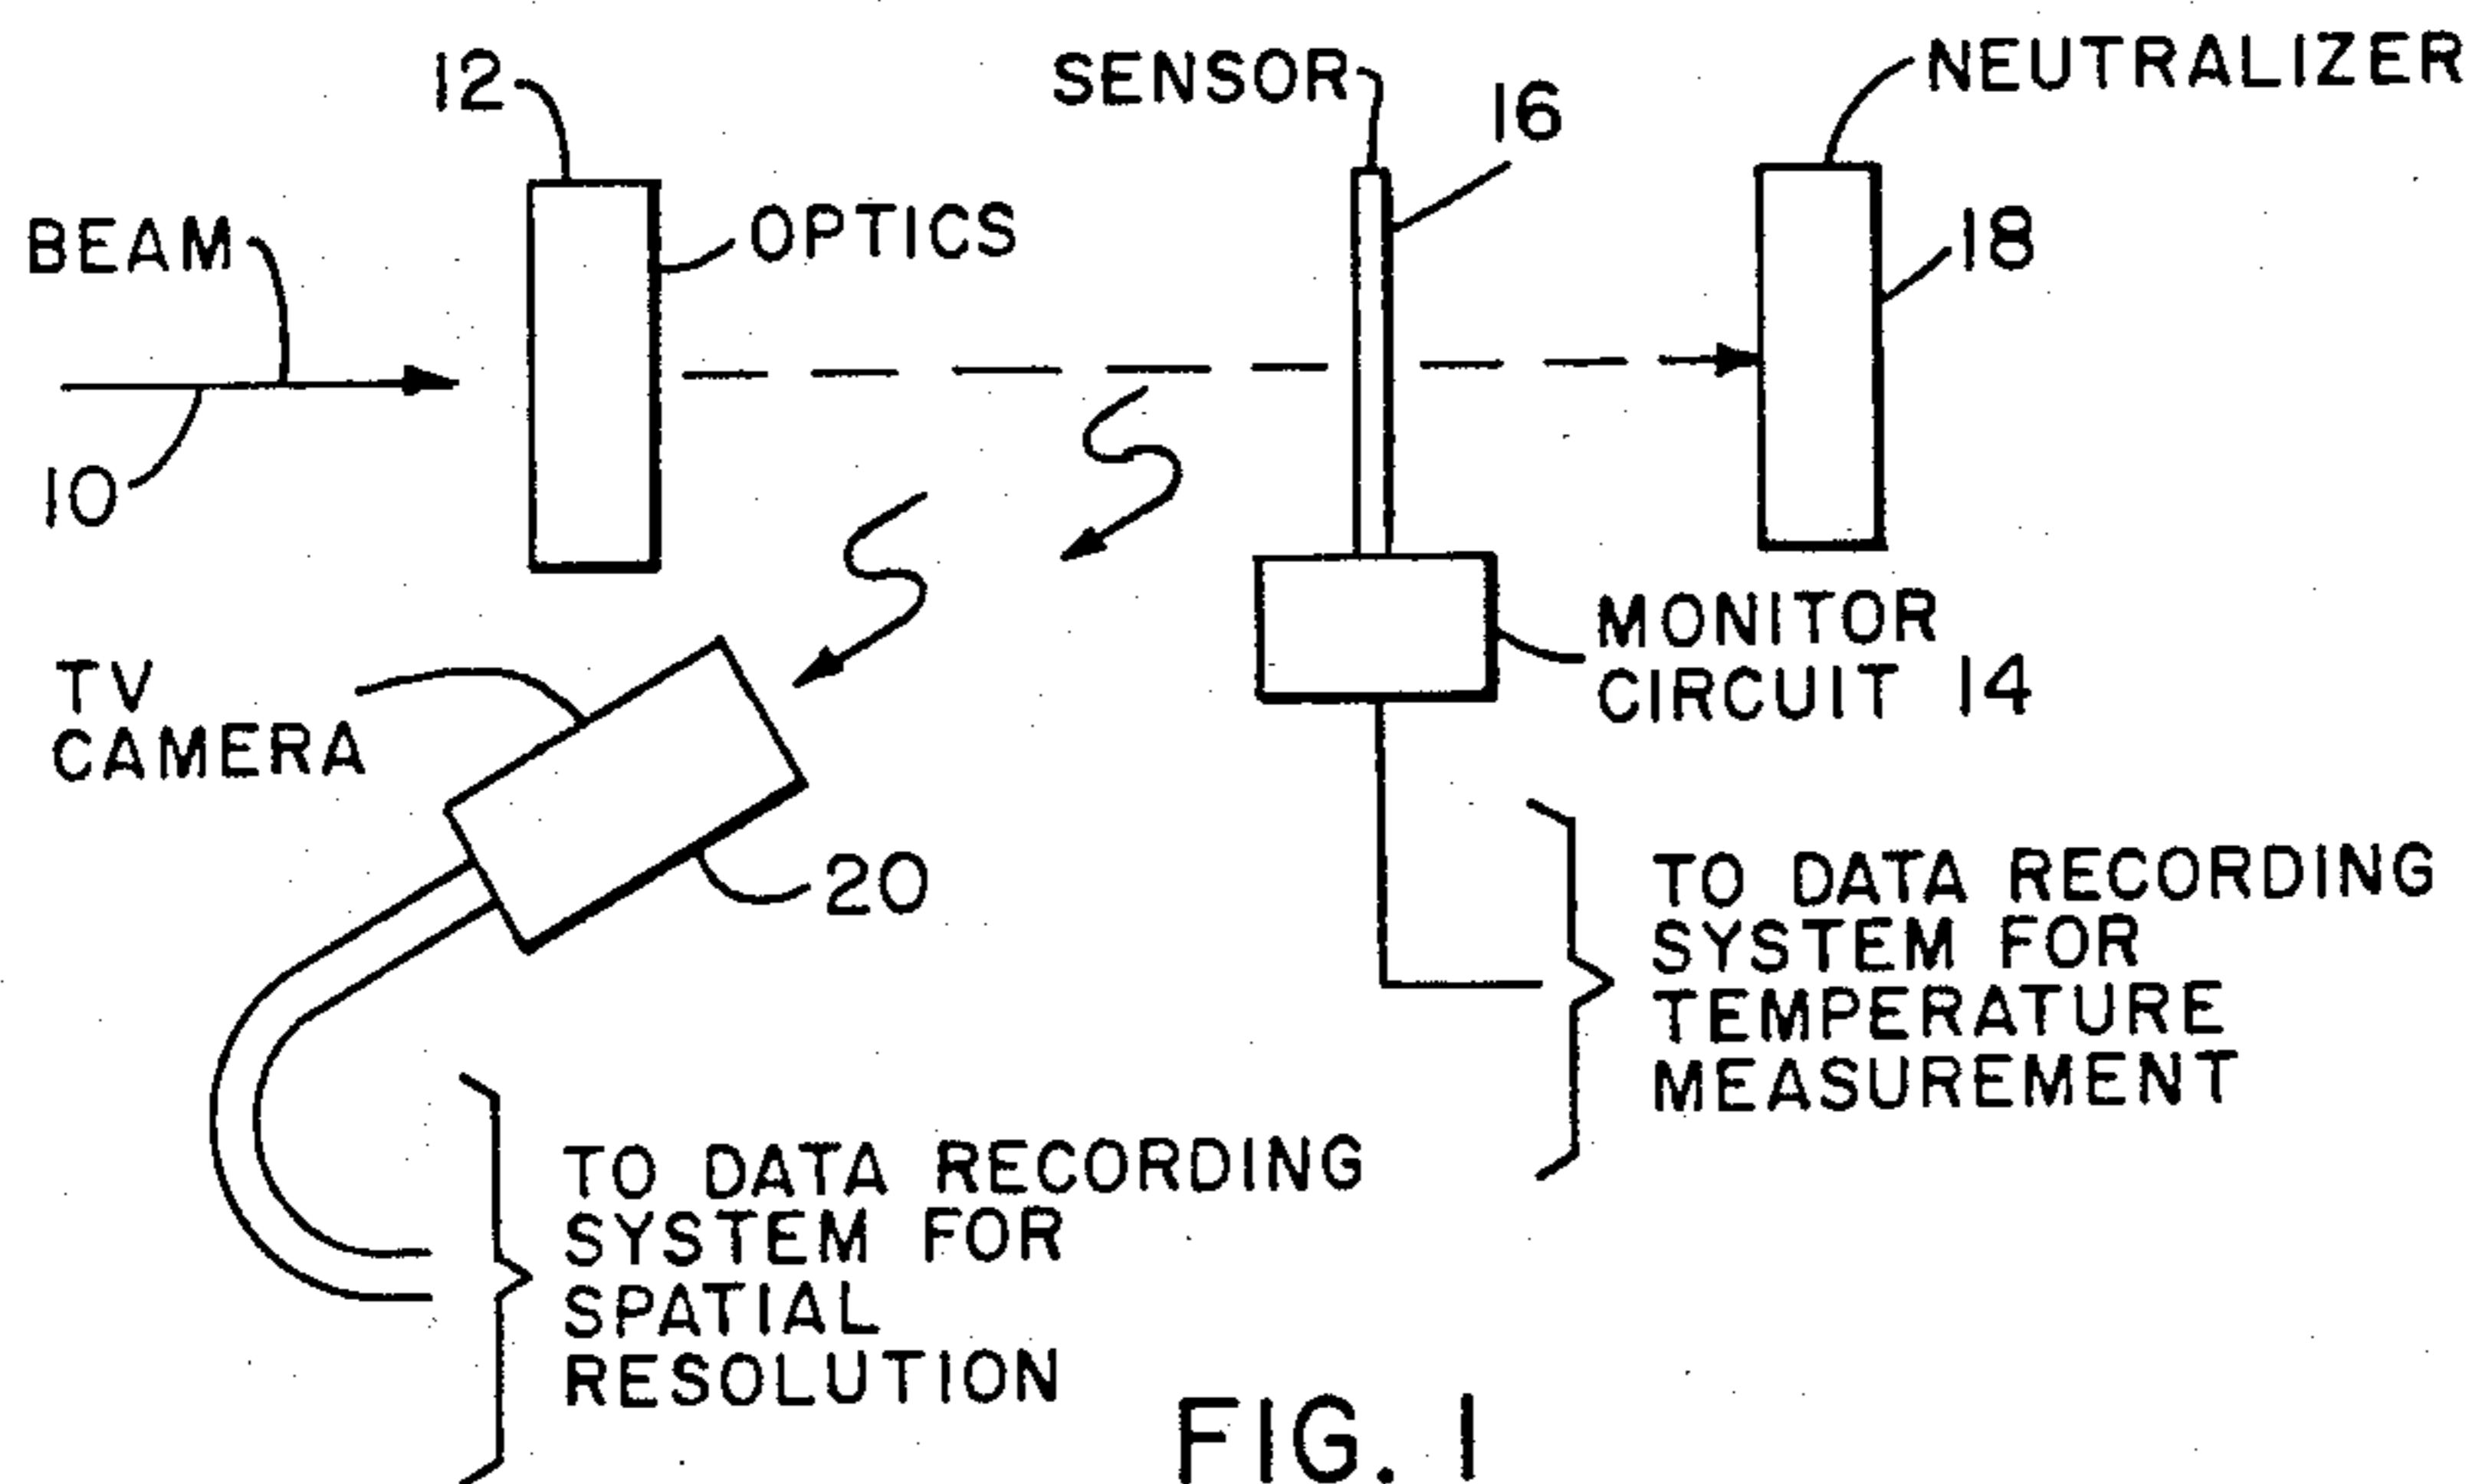 12
SENSOR
16
NEUTRALIZER
BEAM
OPTICS
18
10
MONITOR
CIRCUIT 14
TV
CAMERA
20
TO DATA RECORDING
SYSTEM FOR
TEMPERATURE
MEASUREMENT
TO DATA RECORDING
SYSTEM FOR
SPATIAL
RESOLUTION
FIG. 1